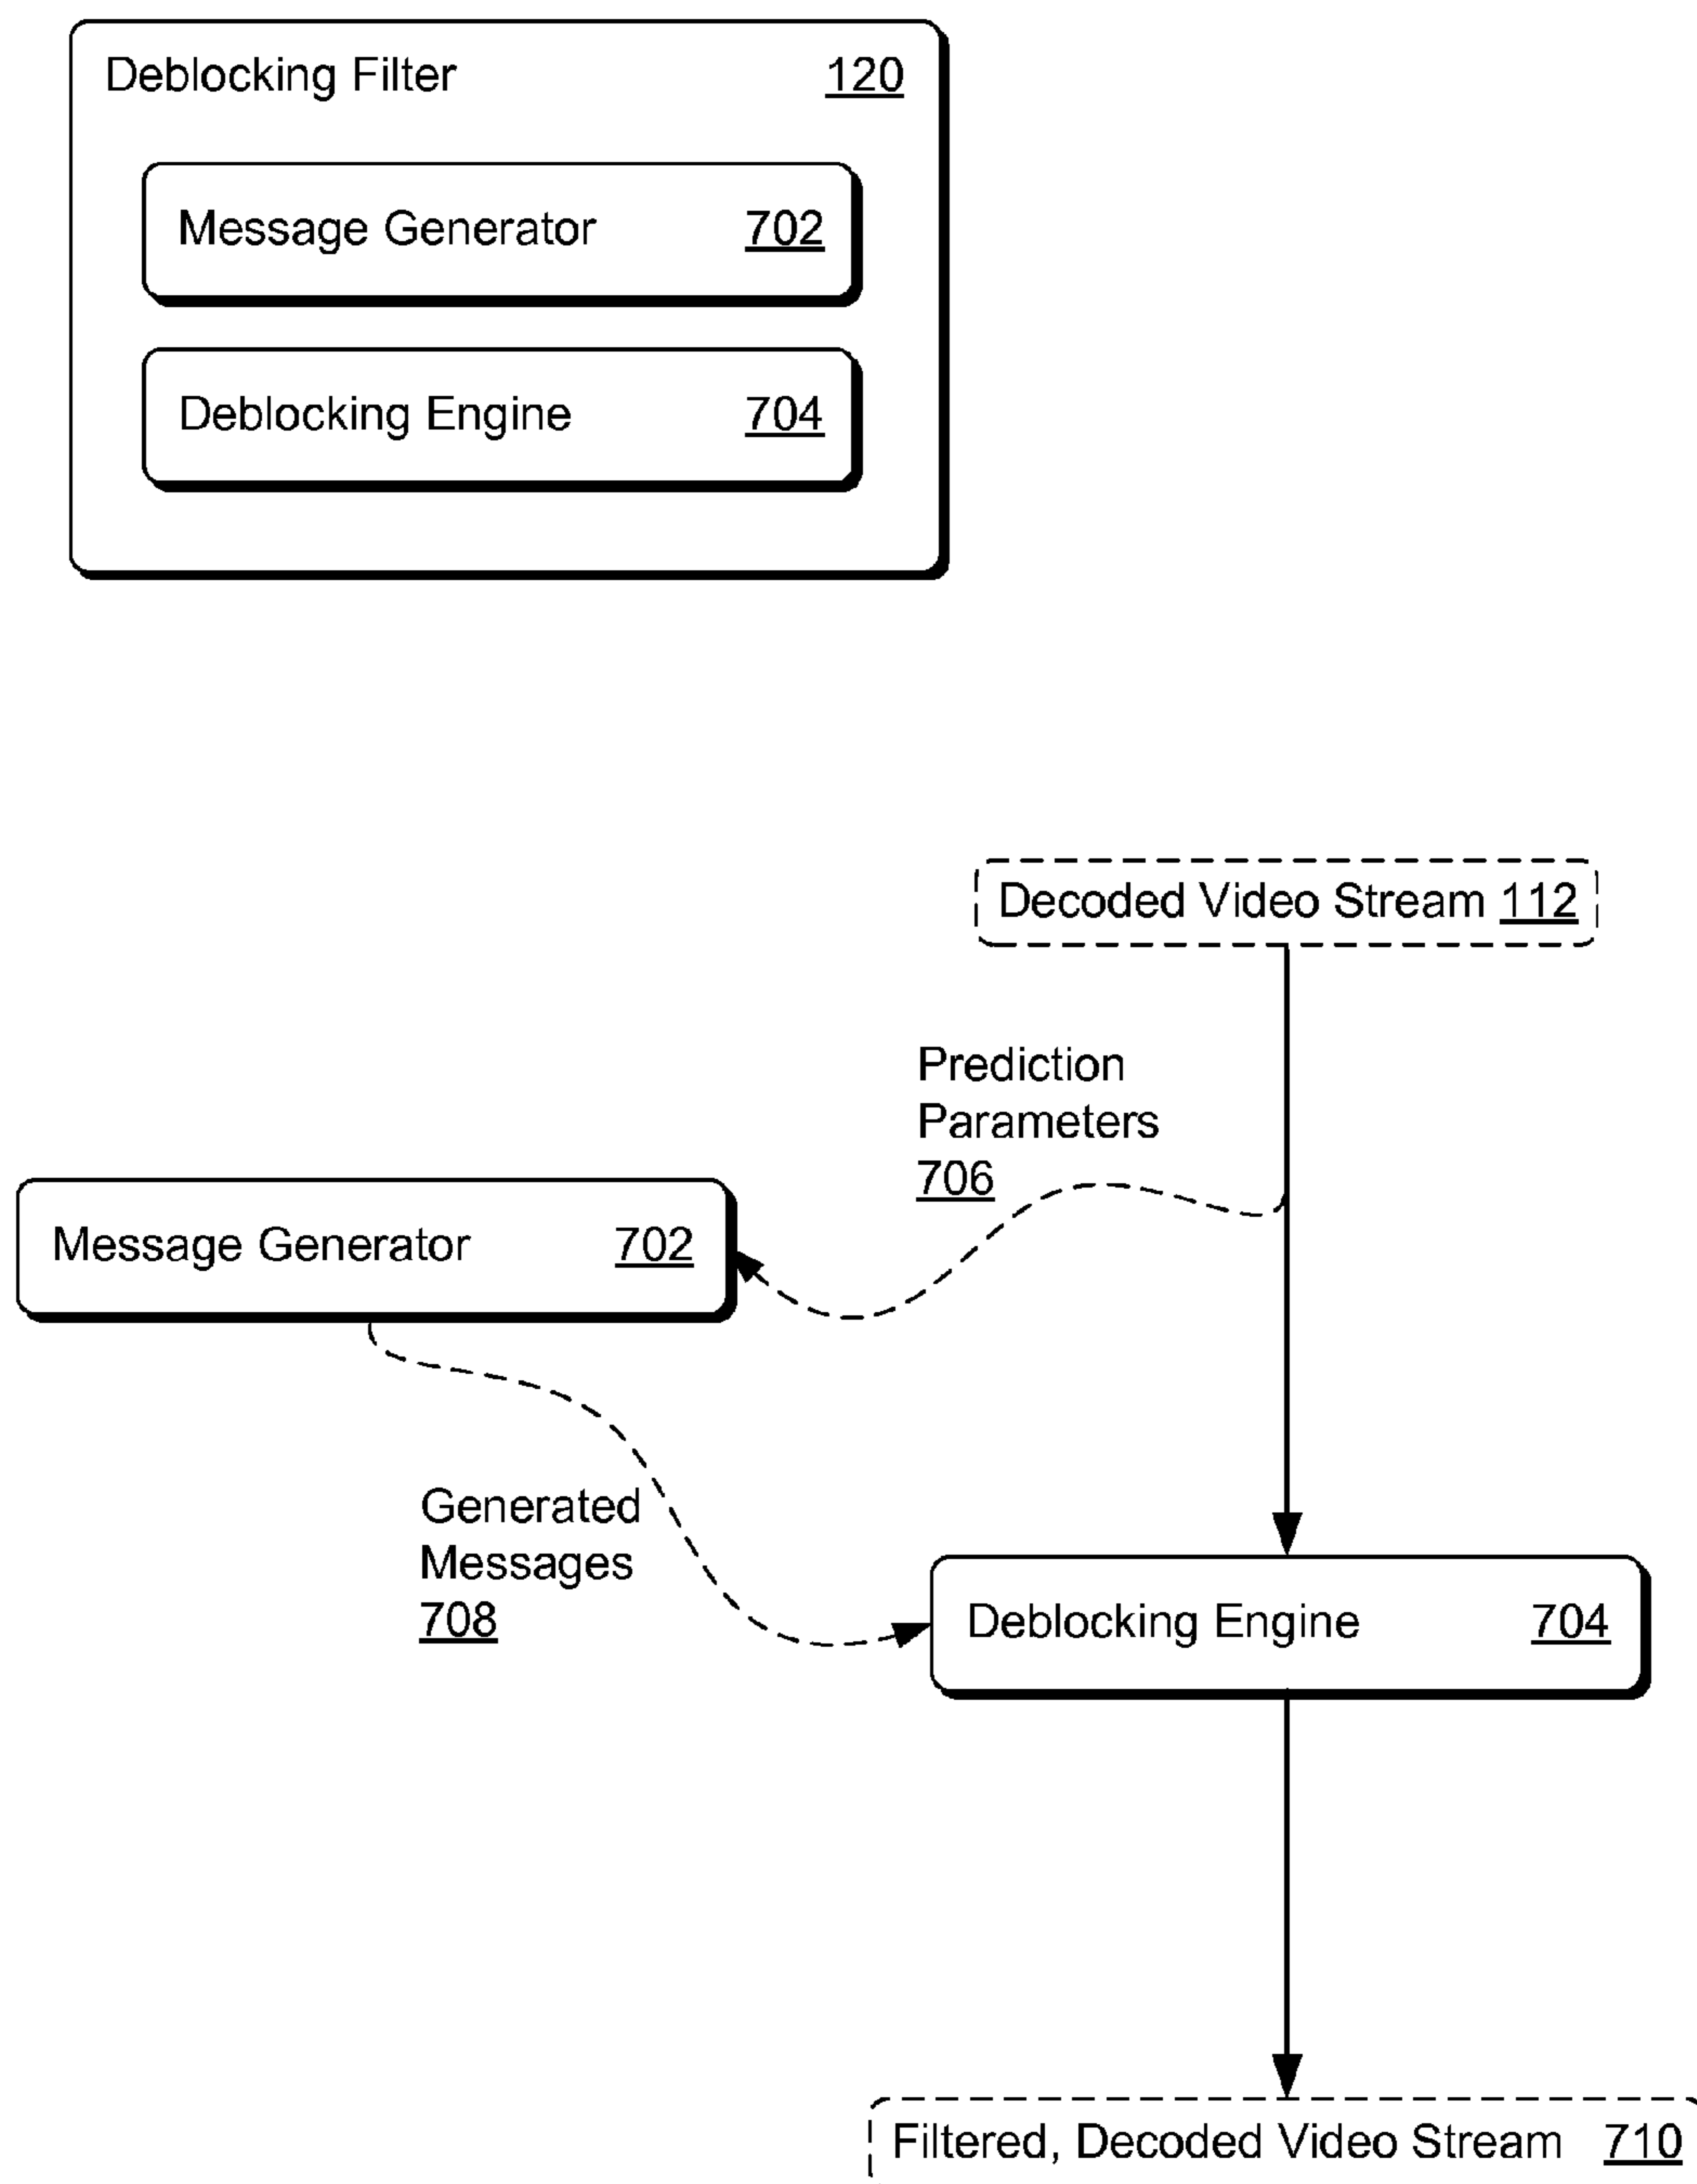 Deblocking Filter 120
Message Generator 702
Deblocking Engine 704
Decoded Video Stream 112
Prediction
Parameters
706
Message Generator 702
Generated
Messages
708
Deblocking Engine 704
Filtered, Decoded Video Stream 710